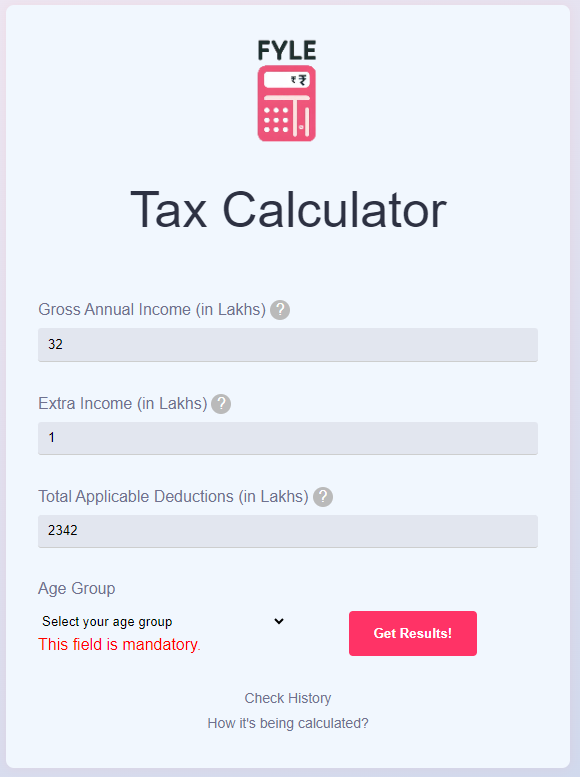 FYLE
₹₹
Tax Calculator
Gross Annual Income (in Lakhs) ?
32
Extra Income (in Lakhs) ?
1
Total Applicable Deductions (in Lakhs) ?
2342
Age Group
Select your age group
Get Results!
This field is mandatory.
Check History
How it's being calculated?